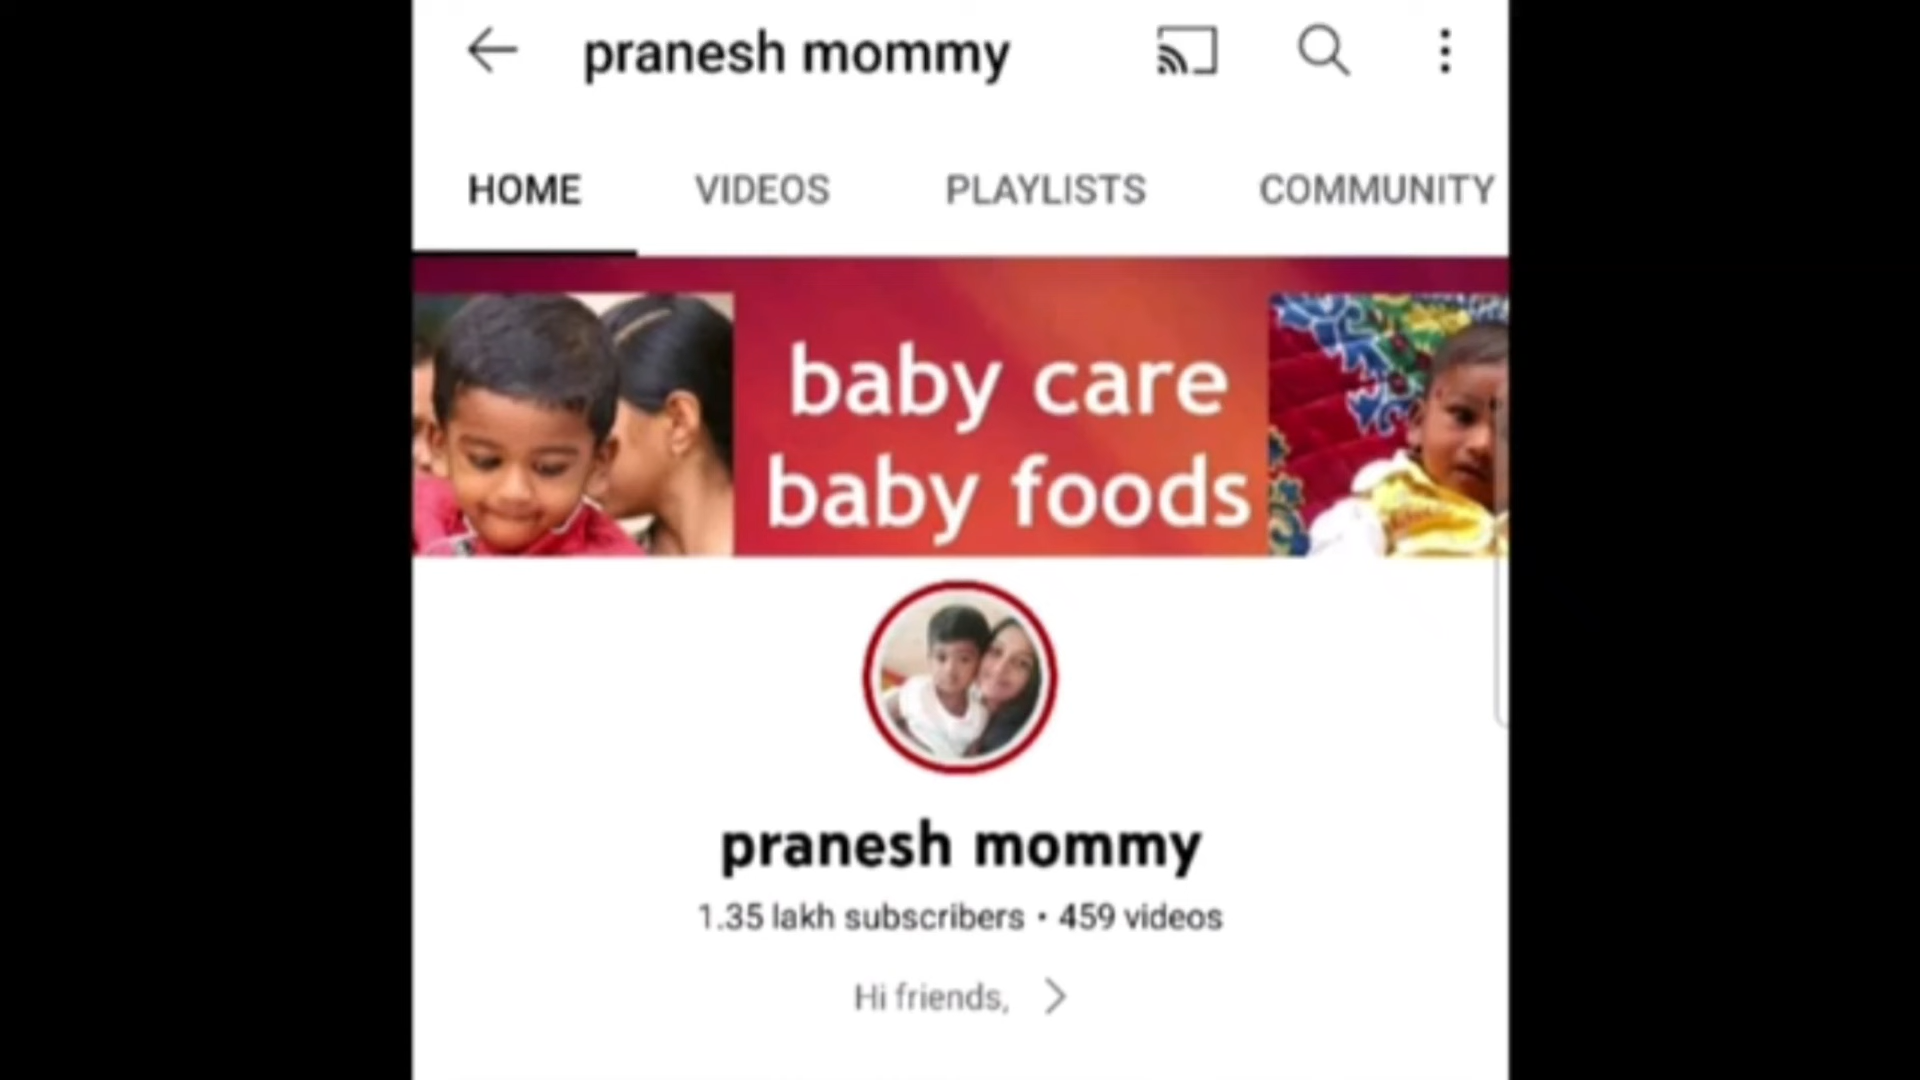 pranesh mommy
HOME VIDEOS PLAYLISTS COMMUNITY
baby care
baby foods
pranesh mommy
1.35 lakh subscribers • 459 videos
Hi friends,